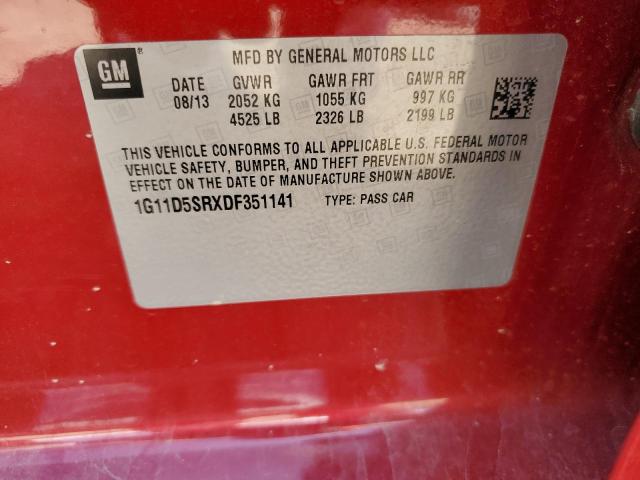 GM ®
MFD BY GENERAL MOTORS LLC
DATE GVWR GAWR FRT GAWR RR
08/13 2052 KG 1055 KG 997 KG
4525 LB 2326 LB 2199 LB
THIS VEHICLE CONFORMS TO ALL APPLICABLE U.S. FEDERAL MOTOR
VEHICLE SAFETY, BUMPER, AND THEFT PREVENTION STANDARDS IN
EFFECT ON THE DATE OF MANUFACTURE SHOWN ABOVE.
1G11D5SRXDF351141 TYPE: PASS CAR